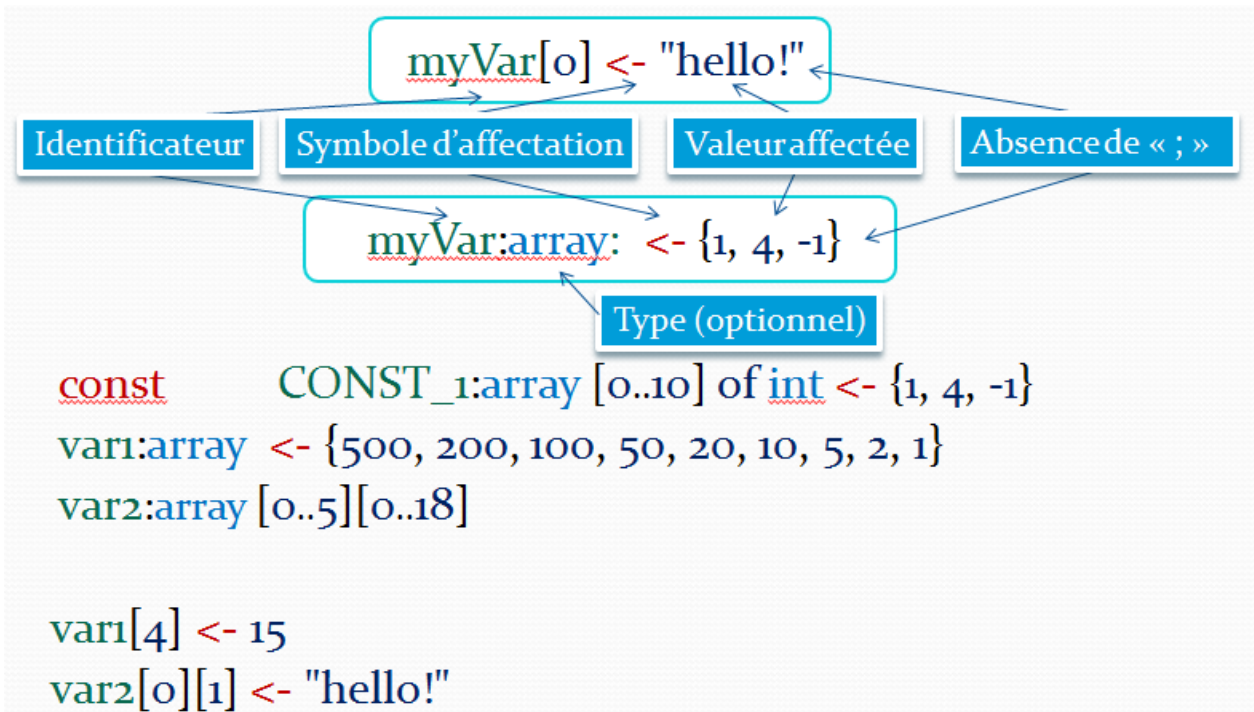 myVar[0] <- "hello!"
Identificateur Symbole d'affectation Valeur affectée Absence de « ; »
myVar:array: <- {1, 4, -1}
Type (optionnel)
const CONST_1:array [0..10] of int <- {1, 4, -1}
var1:array <- {500, 200, 100, 50, 20, 10, 5, 2, 1}
var2:array [0..5][0..18]
var1[4] <- 15
var2[0][1] <- "hello!"